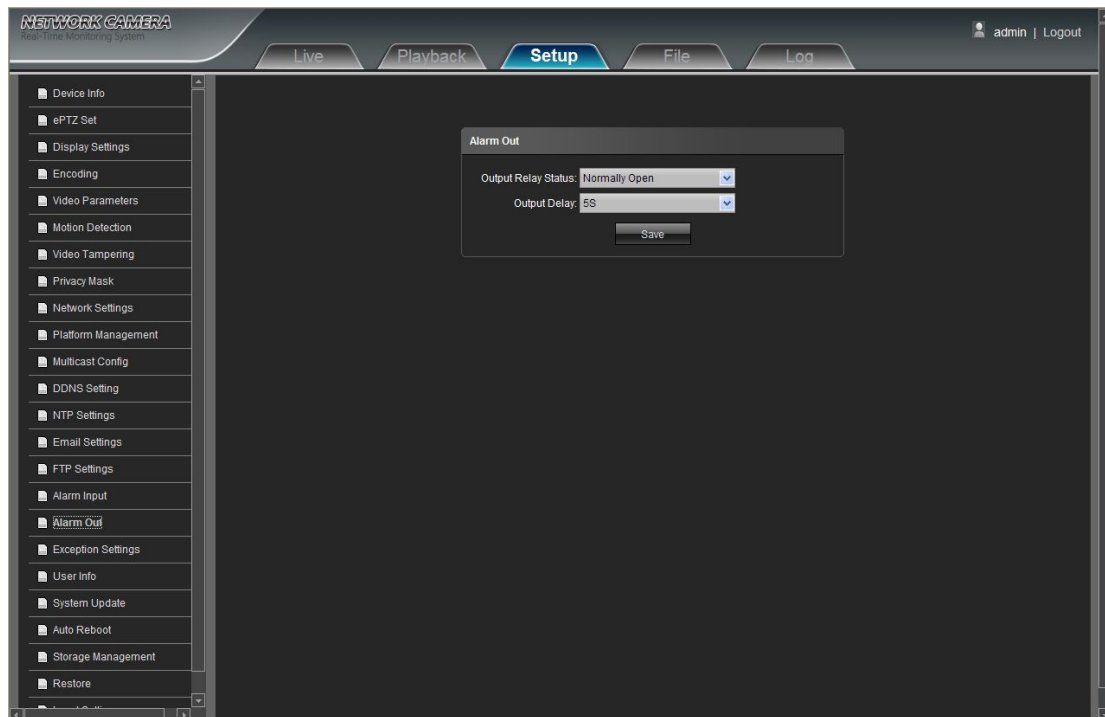 NETWORK CAMERA
Real-Time Monitoring System
admin | Logout
Live
Playback
Setup
File
Log
Device Info
ePTZ Set
Display Settings
Encoding
Video Parameters
Motion Detection
Video Tampering
Privacy Mask
Network Settings
Platform Management
Multicast Config
DDNS Setting
NTP Settings
Email Settings
FTP Settings
Alarm Input
Alarm Out
Exception Settings
User Info
System Update
Auto Reboot
Storage Management
Restore
Alarm Out
Output Relay Status: Normally Open
Output Delay: 5S
Save